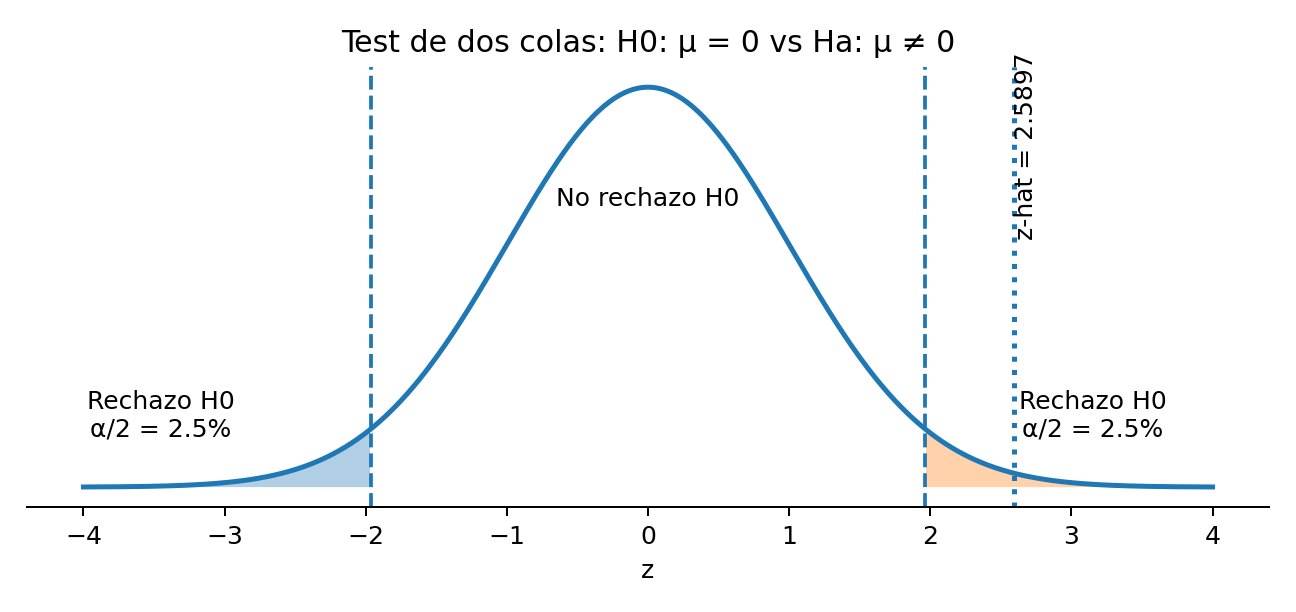 Test de dos colas: H0: μ = 0 vs Ha: μ ≠ 0
z-hat = 2.5897
No rechazo H0
Rechazo H0
α/2 = 2.5%
Rechazo H0
α/2 = 2.5%
−4 −3 −2 −1 0 1 2 3 4
z